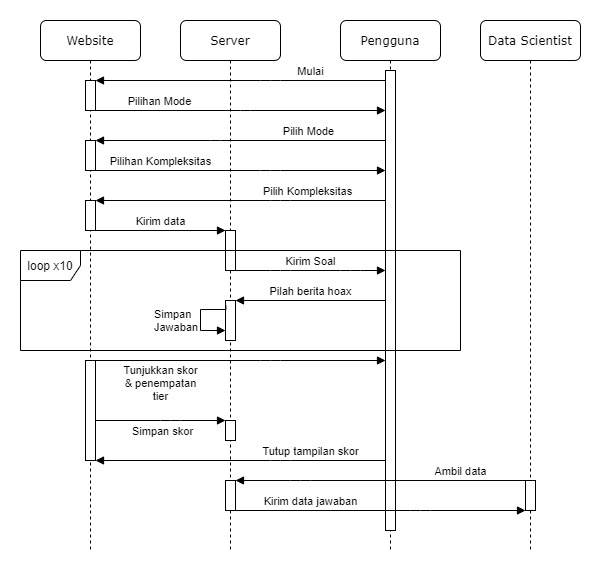 Website
Server
Pengguna
Data Scientist
Mulai
Pilihan Mode
Pilih Mode
Pilihan Kompleksitas
Pilih Kompleksitas
Kirim data
loop x10
Kirim Soal
Pilah berita hoax
Simpan
Jawaban
Tunjukkan skor
& penempatan
tier
Simpan skor
Tutup tampilan skor
Ambil data
Kirim data jawaban